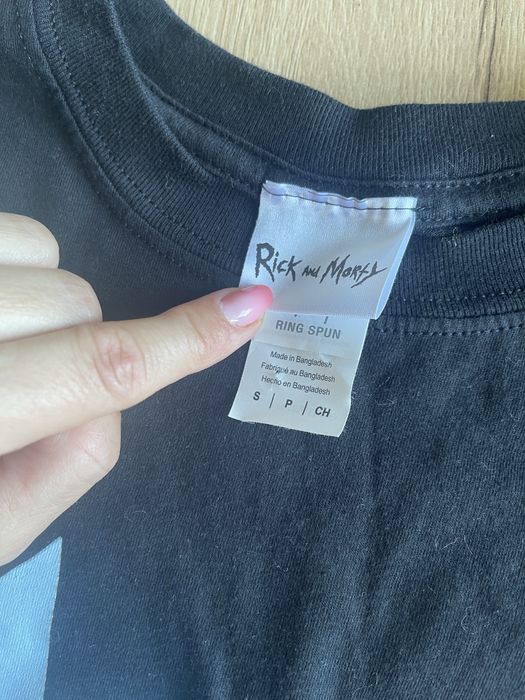 Rick and Morty
RING SPUN
Made in Bangladesh
Fabriqué au Bangladesh
Hecho en Bangladesh
S | P | CH